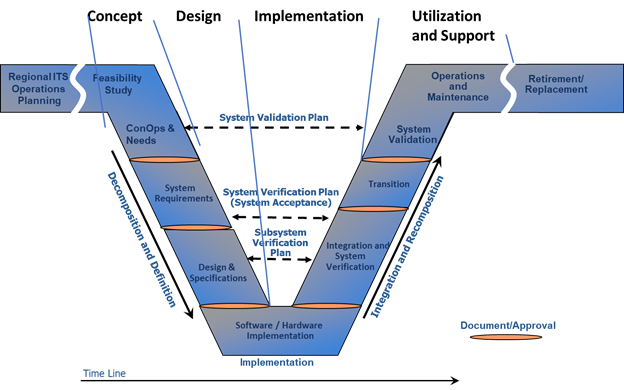 Concept
Design
Implementation
Utilization
and Support
Regional ITS
Operations
Planning
Feasibility
Study
Operations
and
Maintenance
Retirement/
Replacement
ConOps &
Needs
System Validation Plan
System
Validation
System
Requirements
System Verification Plan
(System Acceptance)
Transition
Subsystem
Verification
Plan
Design &
Specifications
Integration and
System
Verification
Decomposition and Definition
Integration and Recomposition
Software / Hardware
Implementation
Implementation
Document/Approval
Time Line